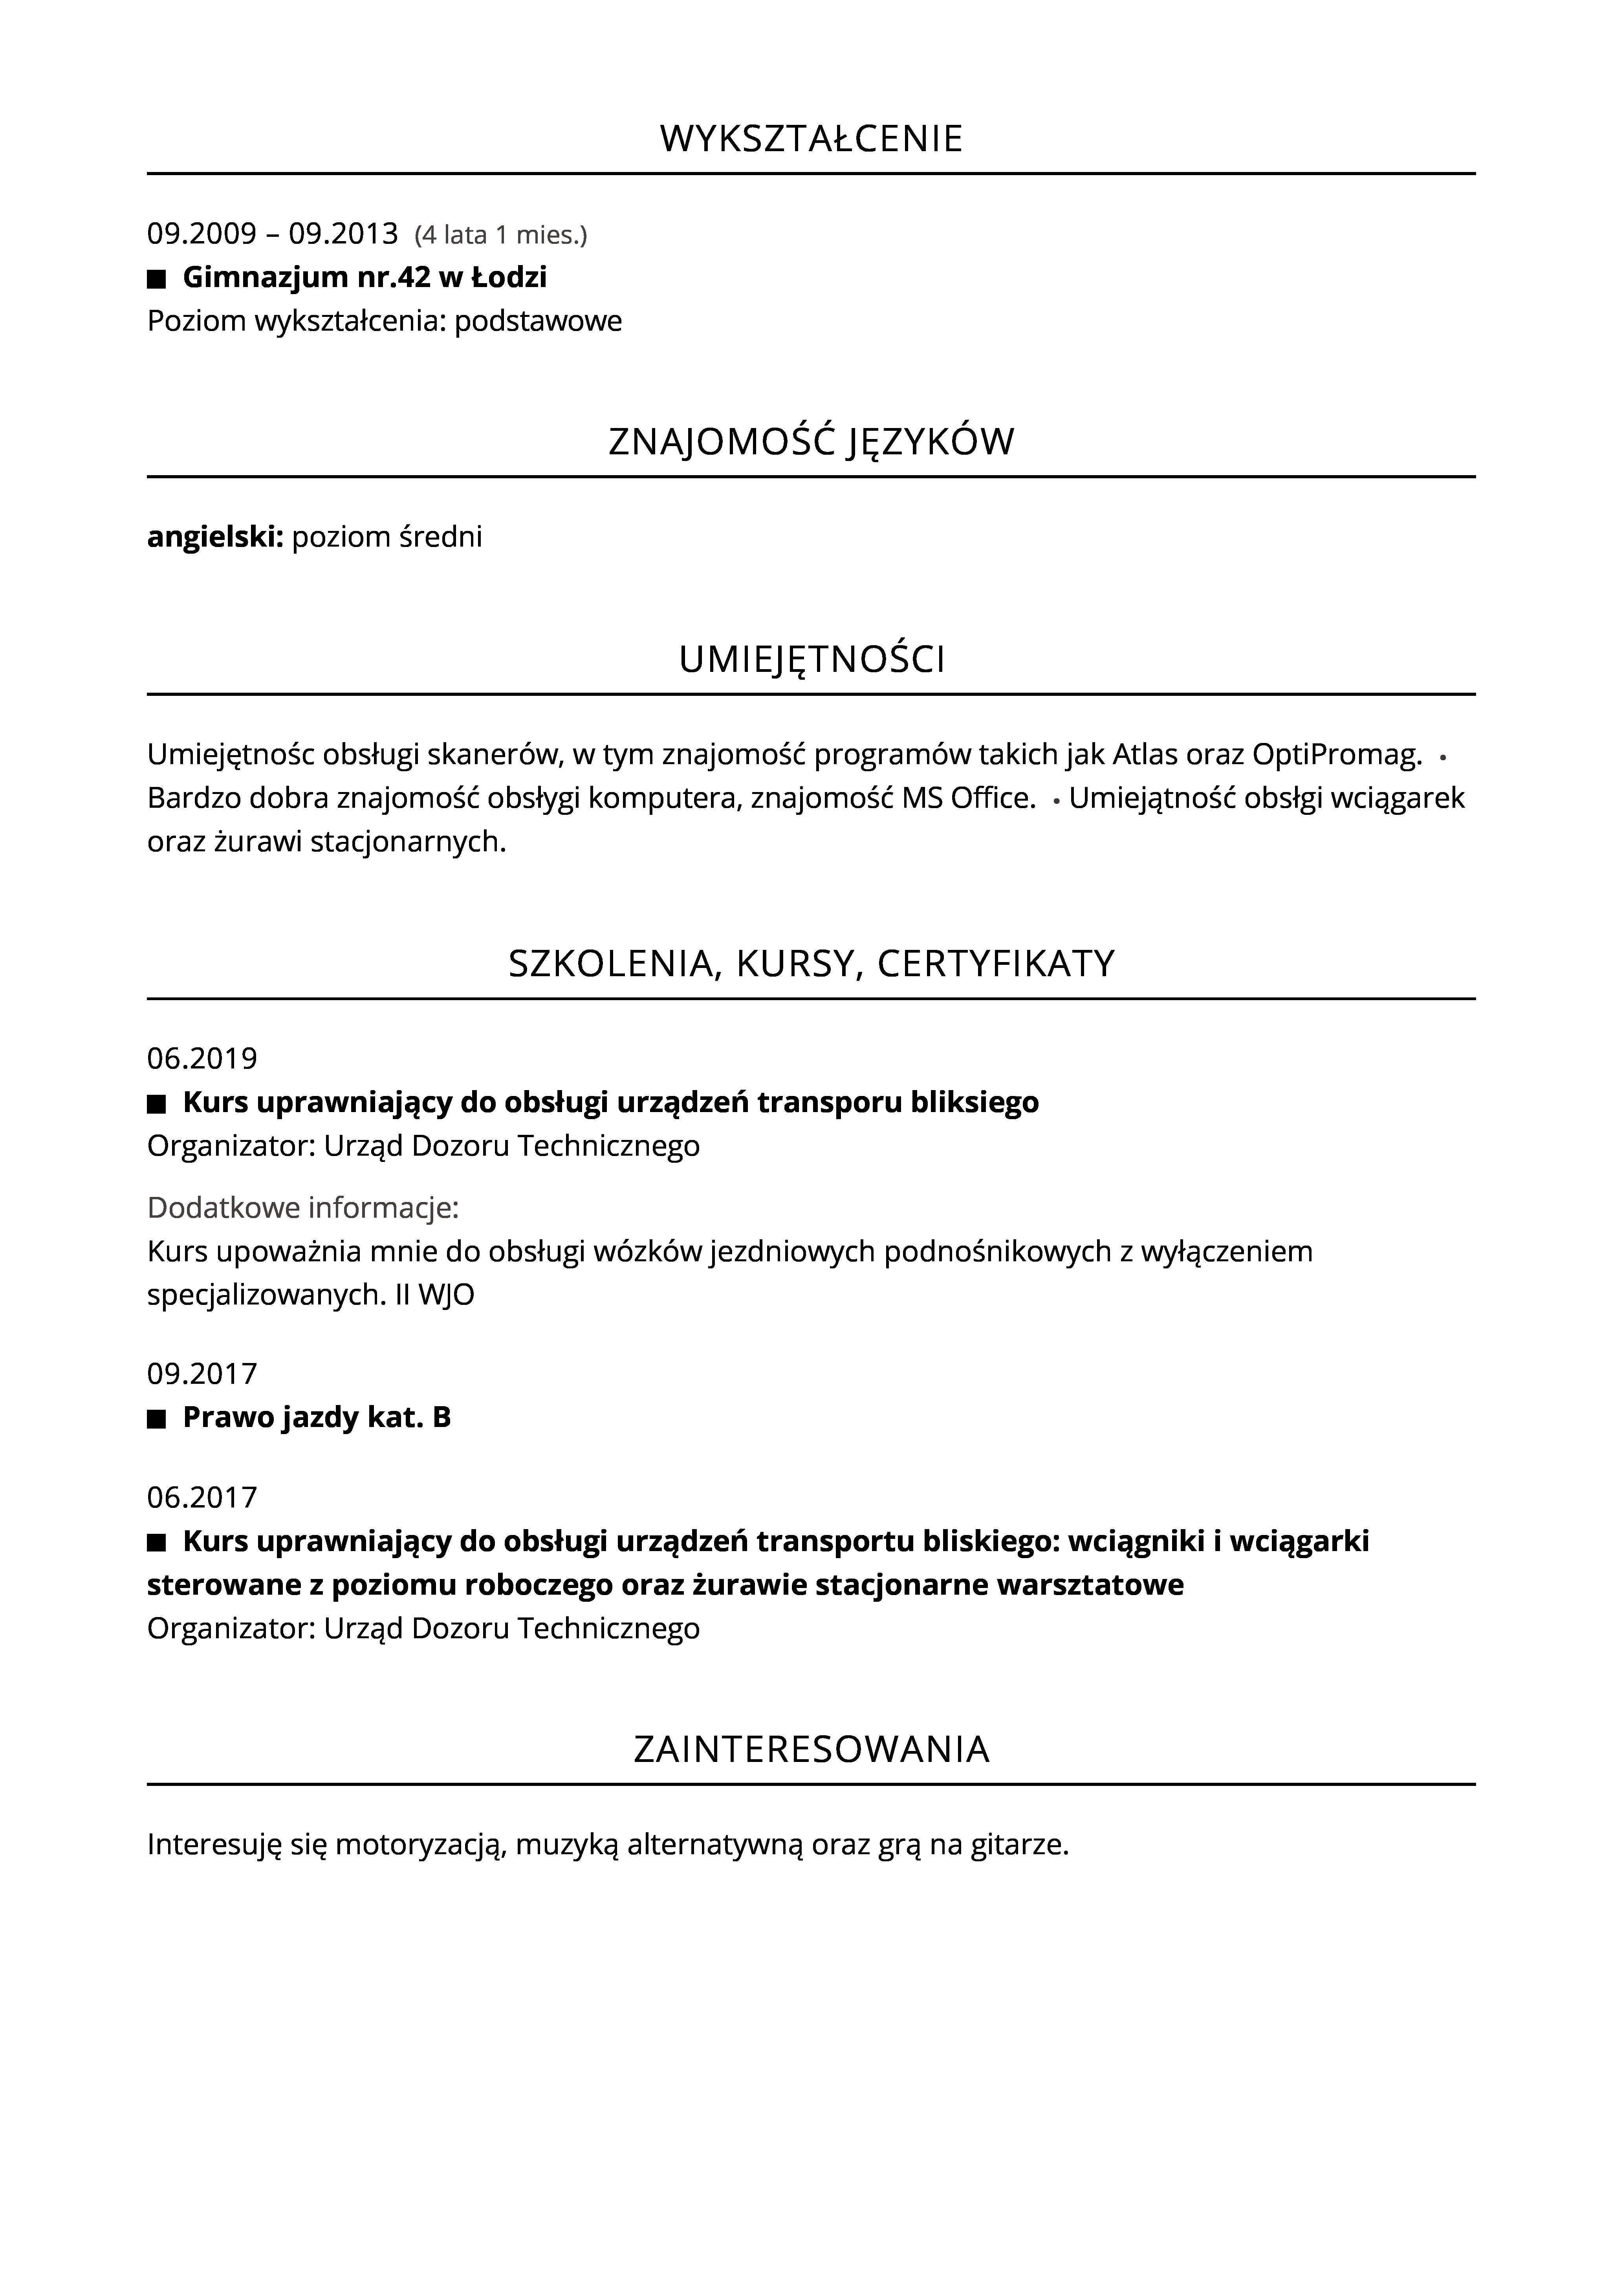 WYKSZTAŁCENIE
09.2009 – 09.2013 (4 lata 1 mies.)
■ Gimnazjum nr.42 w Łodzi
Poziom wykształcenia: podstawowe
ZNAJOMOŚĆ JĘZYKÓW
angielski: poziom średni
UMIEJĘTNOŚCI
Umiejętnośc obsługi skanerów, w tym znajomość programów takich jak Atlas oraz OptiPromag. •
Bardzo dobra znajomość obsłygi komputera, znajomość MS Office. • Umiejątność obsłgi wciągarek
oraz żurawi stacjonarnych.
SZKOLENIA, KURSY, CERTYFIKATY
06.2019
■ Kurs uprawniający do obsługi urządzeń transporu bliksiego
Organizator: Urząd Dozoru Technicznego
Dodatkowe informacje:
Kurs upoważnia mnie do obsługi wózków jezdniowych podnośnikowych z wyłączeniem
specjalizowanych. II WJO
09.2017
■ Prawo jazdy kat. B
06.2017
■ Kurs uprawniający do obsługi urządzeń transportu bliskiego: wciągniki i wciągarki
sterowane z poziomu roboczego oraz żurawie stacjonarne warsztatowe
Organizator: Urząd Dozoru Technicznego
ZAINTERESOWANIA
Interesuję się motoryzacją, muzyką alternatywną oraz grą na gitarze.